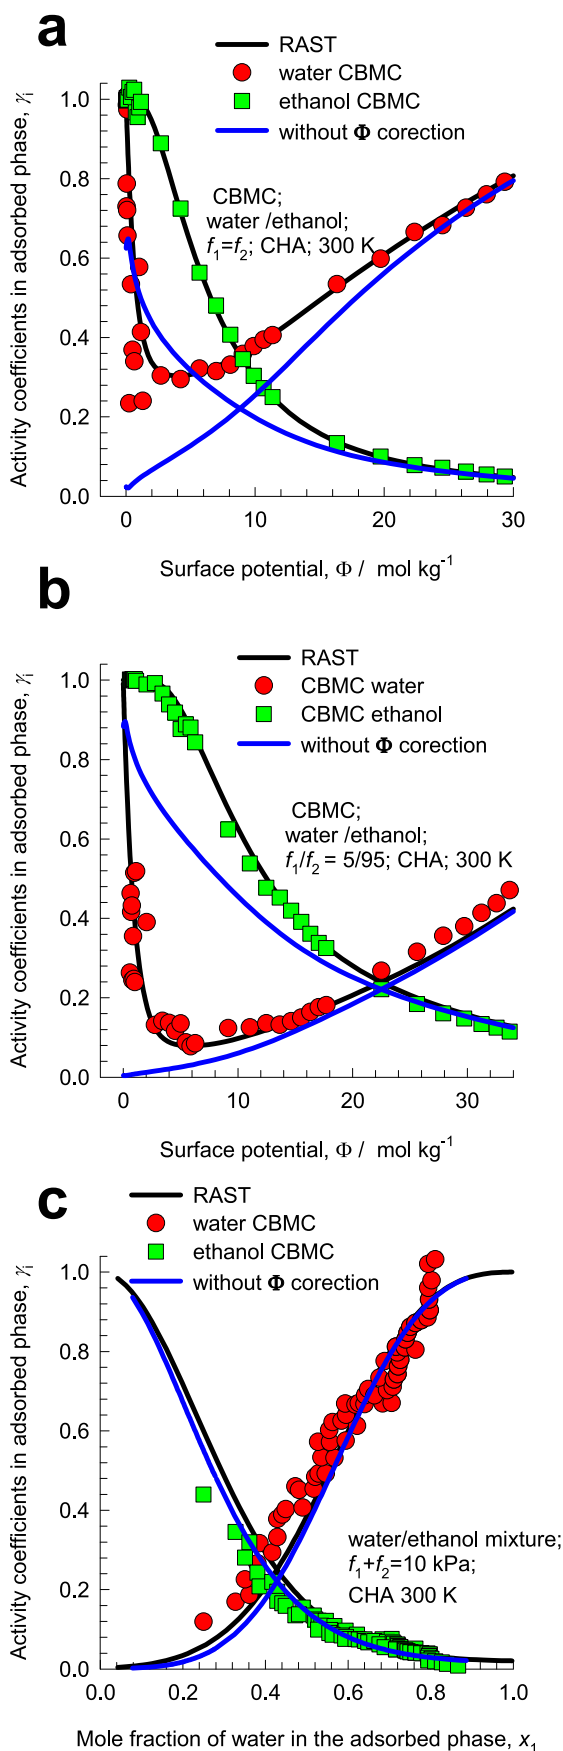 a
RAST
water CBMC
ethanol CBMC
without Φ corection
CBMC;
water /ethanol;
f1=f2; CHA; 300 K
Activity coefficients in adsorbed phase, γi
1.0
0.8
0.6
0.4
0.2
0.0
0
10
20
30
Surface potential, Φ / mol kg-1
b
RAST
CBMC water
CBMC ethanol
without Φ corection
CBMC;
water /ethanol;
f1/f2 = 5/95; CHA; 300 K
Activity coefficients in adsorbed phase, γi
1.0
0.8
0.6
0.4
0.2
0.0
0
10
20
30
Surface potential, Φ / mol kg-1
c
RAST
water CBMC
ethanol CBMC
without Φ corection
water/ethanol mixture;
f1+f2=10 kPa;
CHA 300 K
Activity coefficients in adsorbed phase, γi
1.0
0.8
0.6
0.4
0.2
0.0
0.0
0.2
0.4
0.6
0.8
1.0
Mole fraction of water in the adsorbed phase, x1